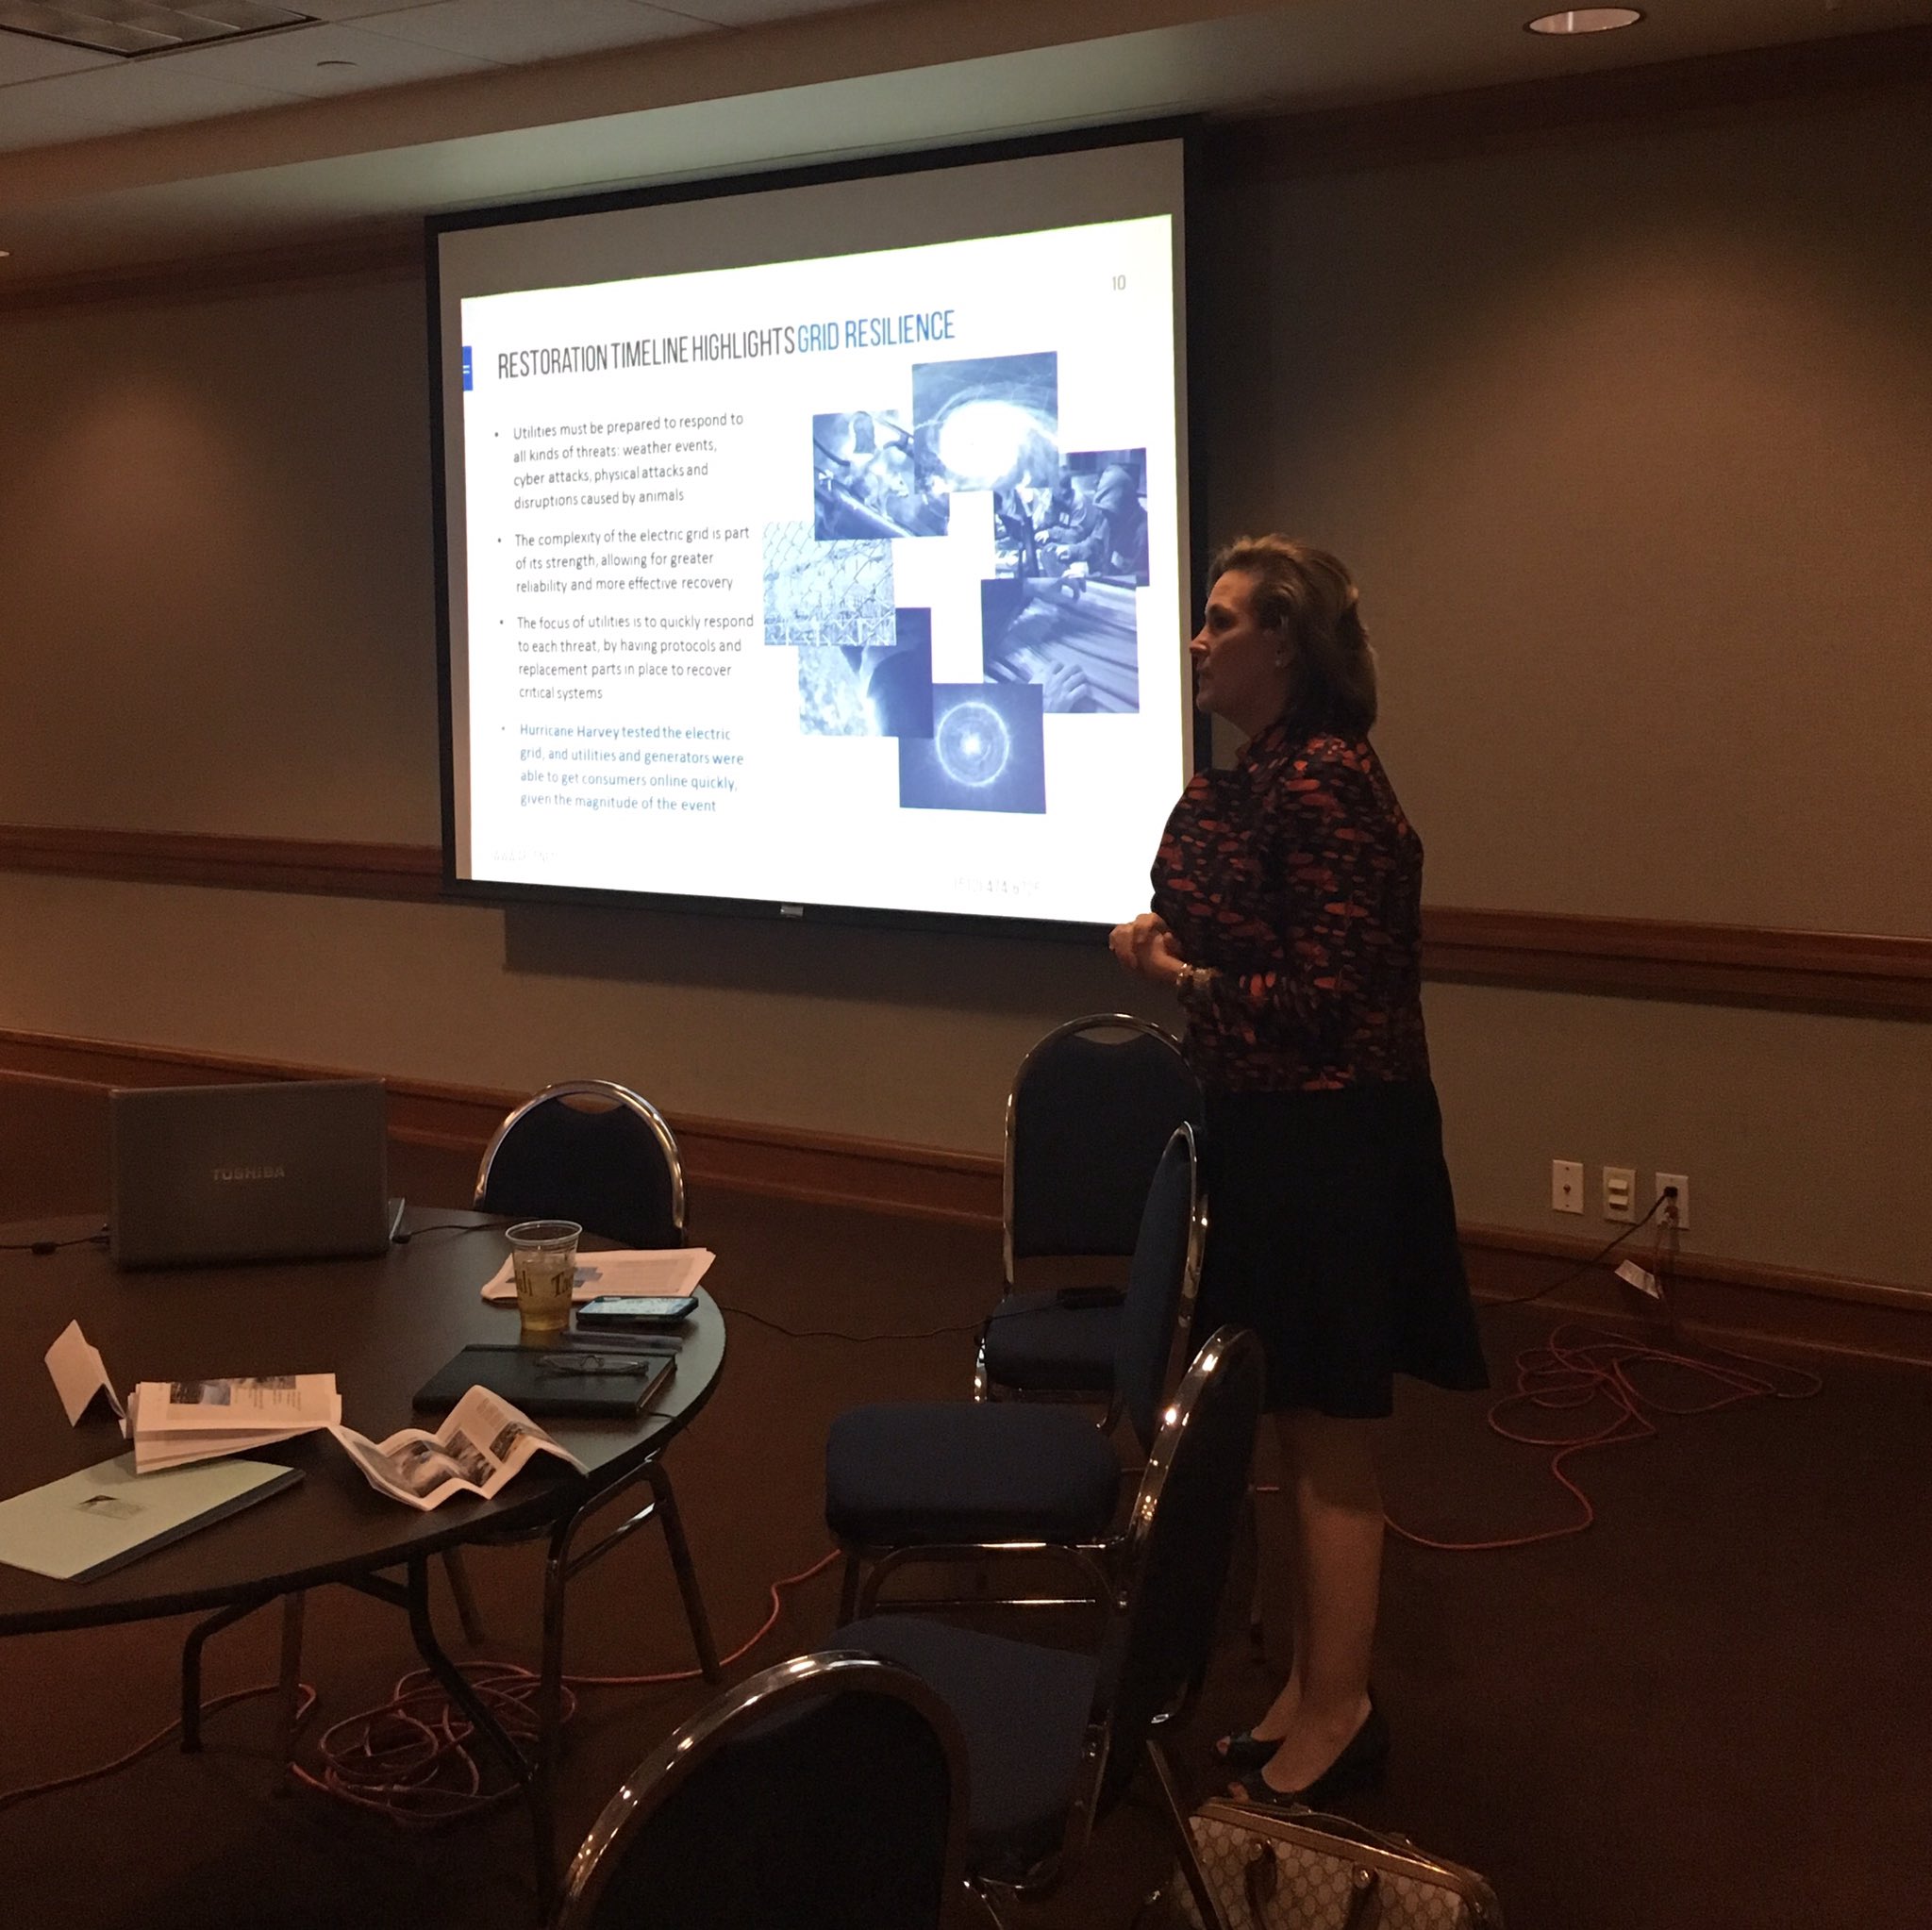 10
RESTORATION TIMELINE HIGHLIGHTS GRID RESILIENCE
• Utilities must be prepared to respond to
all kinds of threats: weather events,
cyber attacks, physical attacks and
disruptions caused by animals
• The complexity of the electric grid is part
of its strength, allowing for greater
reliability and more effective recovery
• The focus of utilities is to quickly respond
to each threat, by having protocols and
replacement parts in place to recover
critical systems
• Hurricane Harvey tested the electric
grid, and utilities and generators were
able to get consumers online quickly,
given the magnitude of the event
TOSHIBA